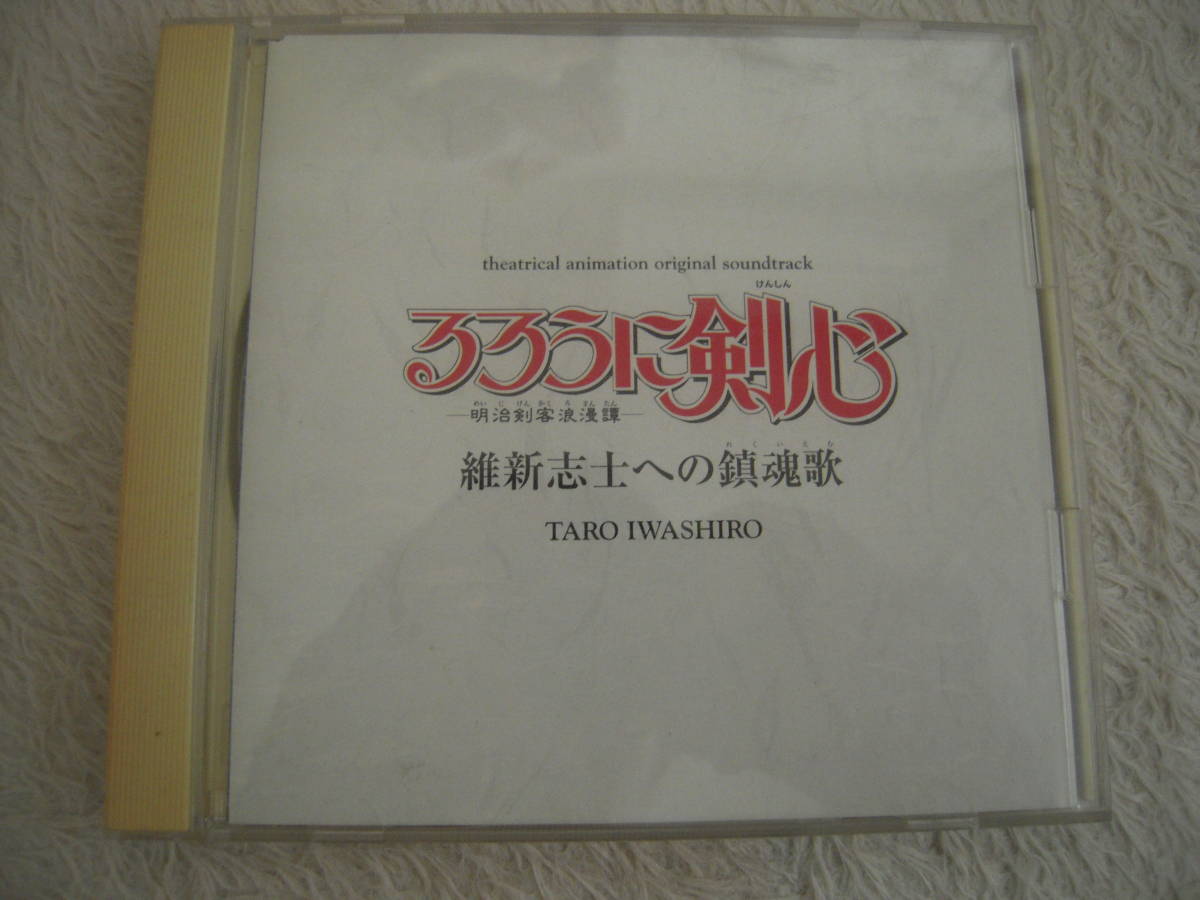 theatrical animation original soundtrack
けんしん
るろうに剣心
めいじけんかくろまんたん
―明治剣客浪漫譚―
れくいえむ
維新志士への鎮魂歌
TARO IWASHIRO